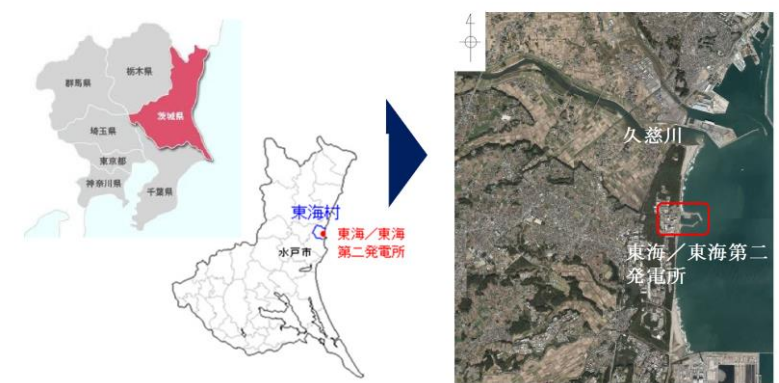 群馬県
栃木県
茨城県
埼玉県
東京都
神奈川県
千葉県
東海村
東海／東海
第二発電所
水戸市
4
久慈川
東海／東海第二
発電所